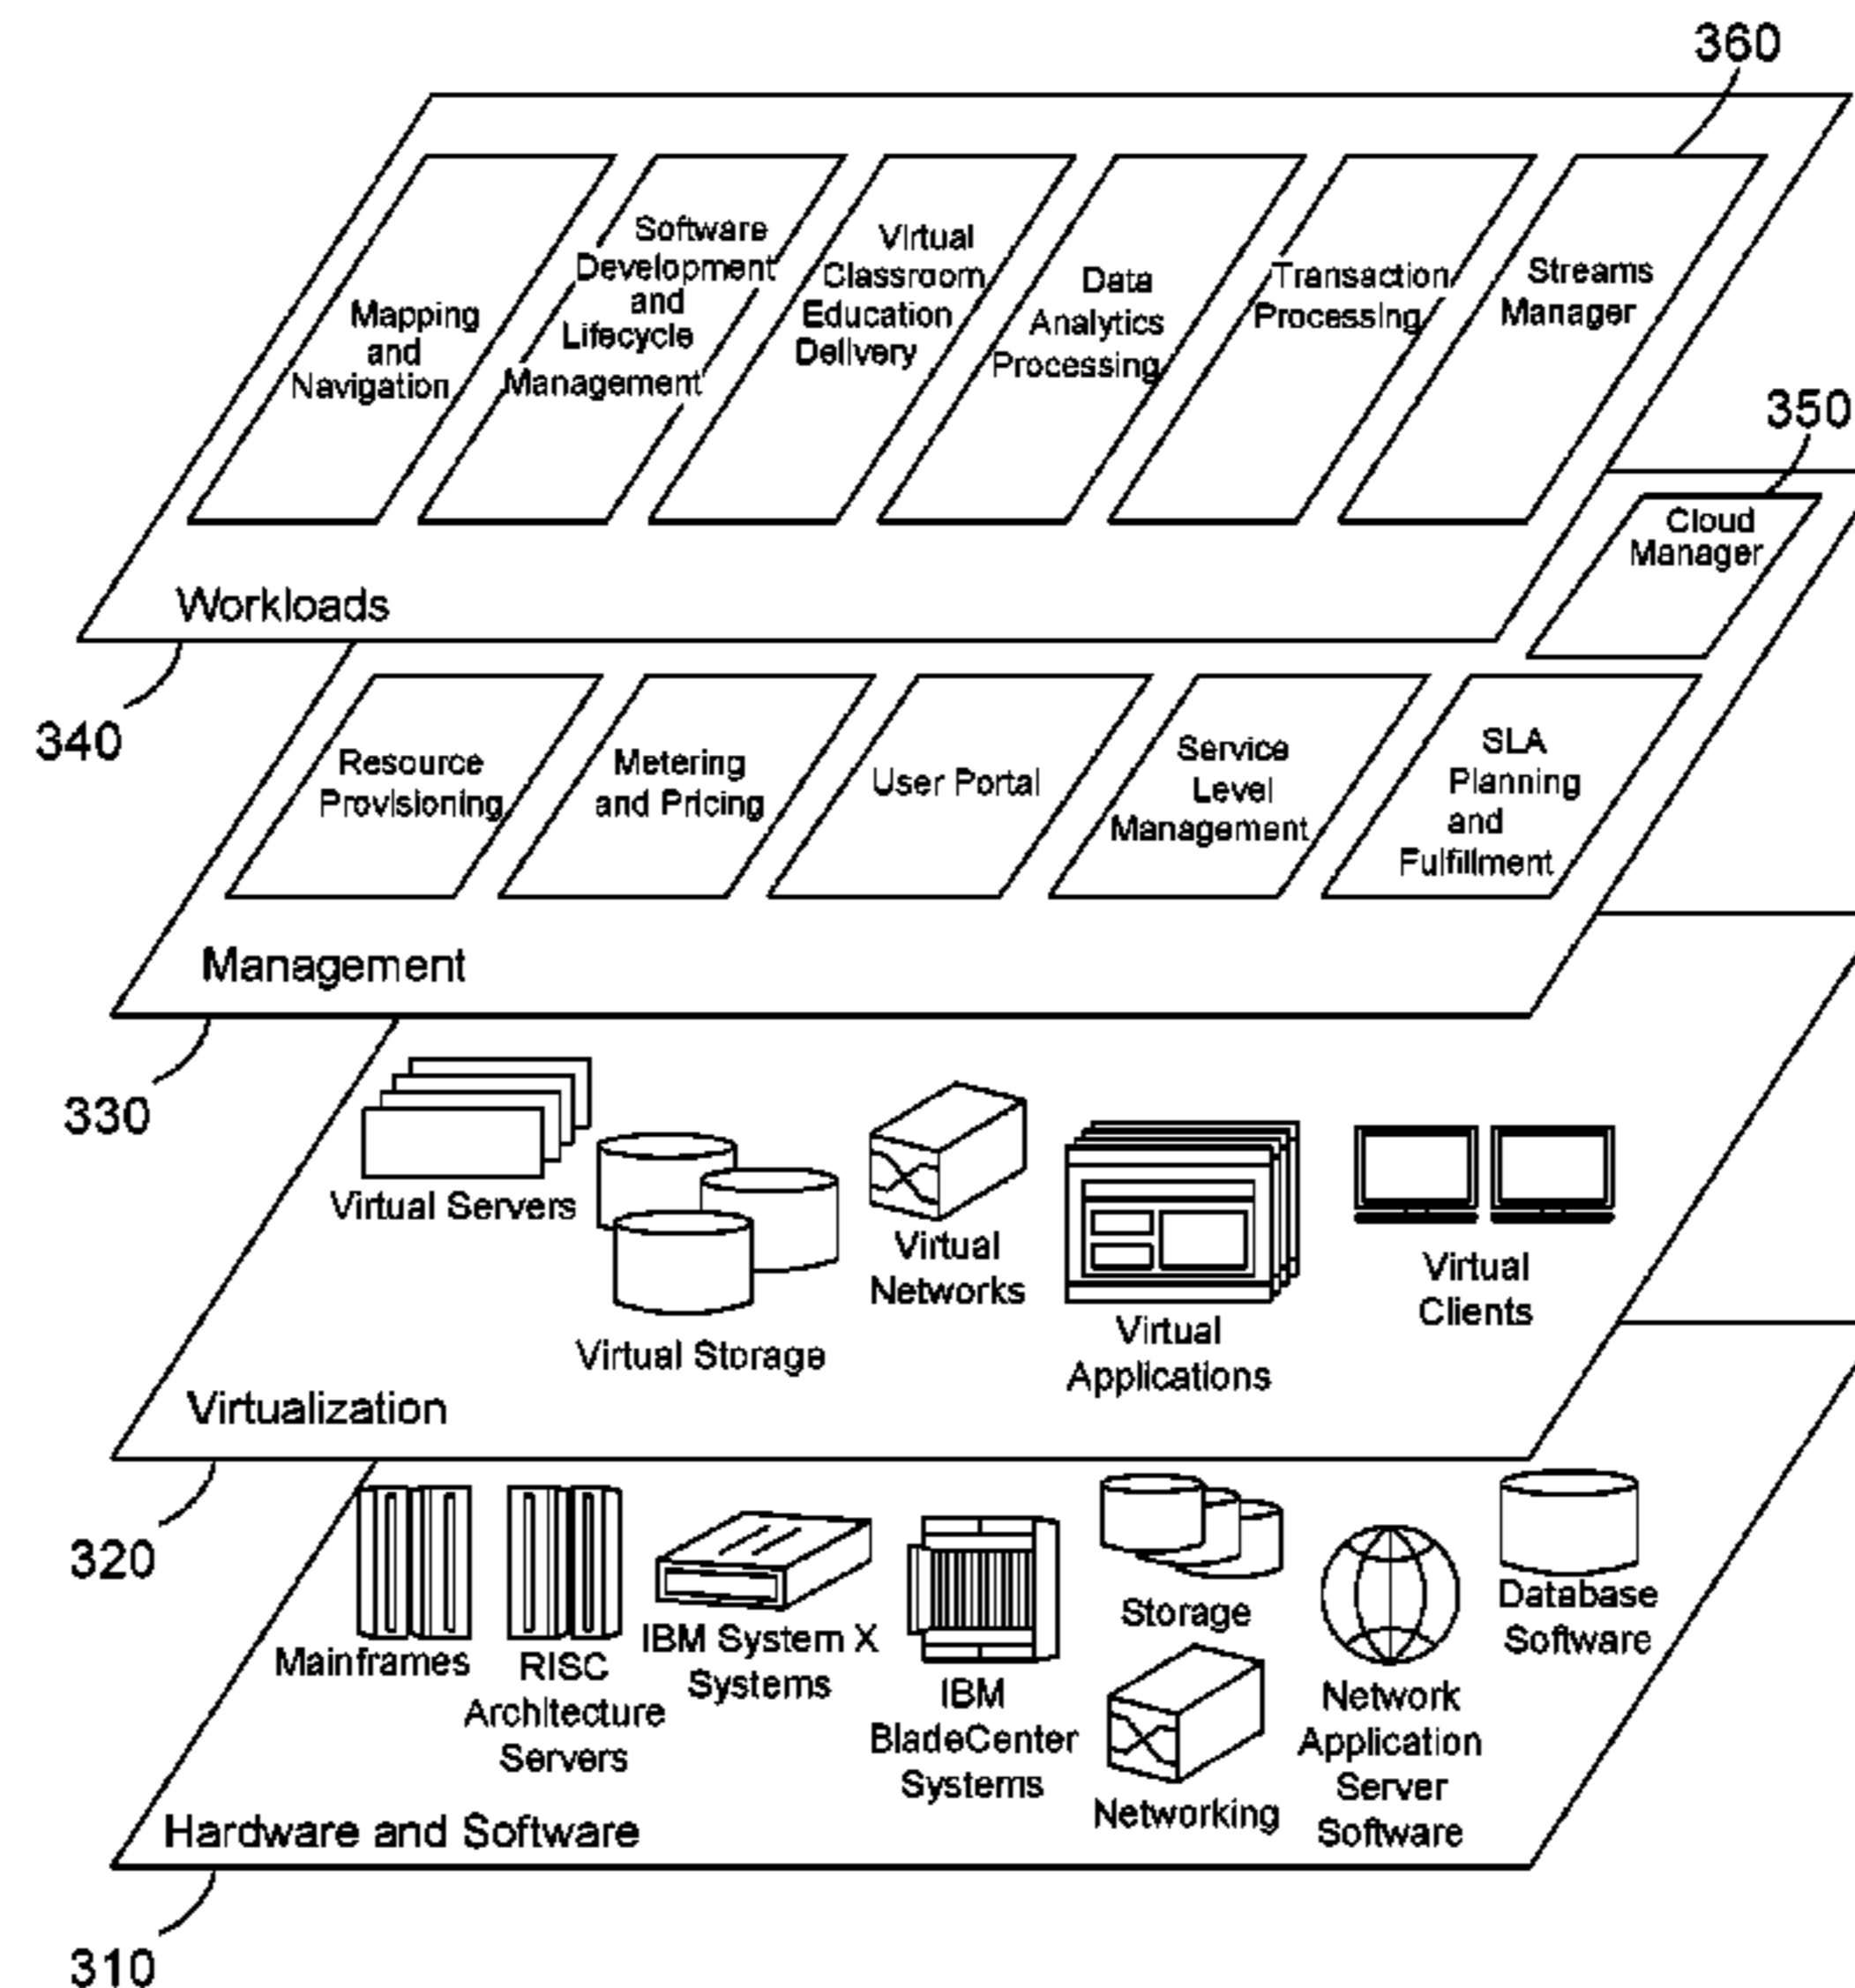 360
Mapping
and
Navigation
Software
Development
and
Lifecycle
Management
Virtual
Classroom
Education
Delivery
Data
Analytics
Processing
Transaction
Processing
Streams
Manager
350
Cloud
Manager
Workloads
340
Resource
Provisioning
Metering
and Pricing
User Portal
Service
Level
Management
SLA
Planning
and
Fulfillment
Management
330
Virtual Servers
Virtual Storage
Virtual
Networks
Virtual
Applications
Virtual
Clients
Virtualization
320
Mainframes
RISC
Architecture
Servers
IBM System X
Systems
IBM
BladeCenter
Systems
Storage
Networking
Network
Application
Server
Software
Database
Software
Hardware and Software
310